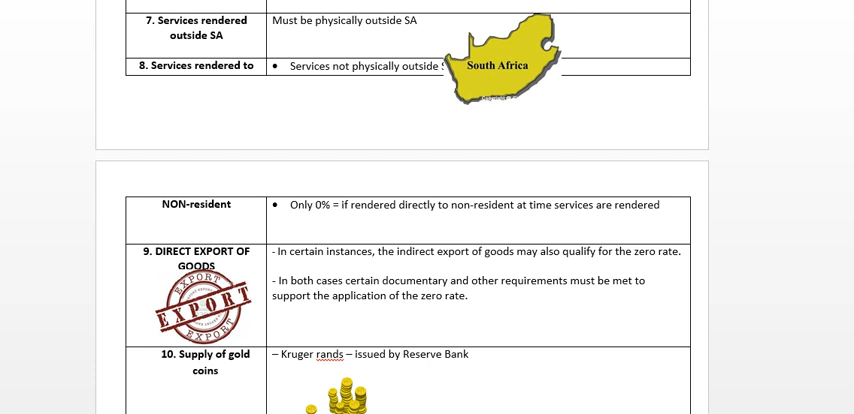 7. Services rendered
outside SA
Must be physically outside SA
South Africa
8. Services rendered to
• Services not physically outside
NON-resident
• Only 0% = if rendered directly to non-resident at time services are rendered
9. DIRECT EXPORT OF
GOODS
EXPORT
EXPORT
EXPORT
- In certain instances, the indirect export of goods may also qualify for the zero rate.
- In both cases certain documentary and other requirements must be met to
support the application of the zero rate.
10. Supply of gold
coins
– Kruger rands – issued by Reserve Bank